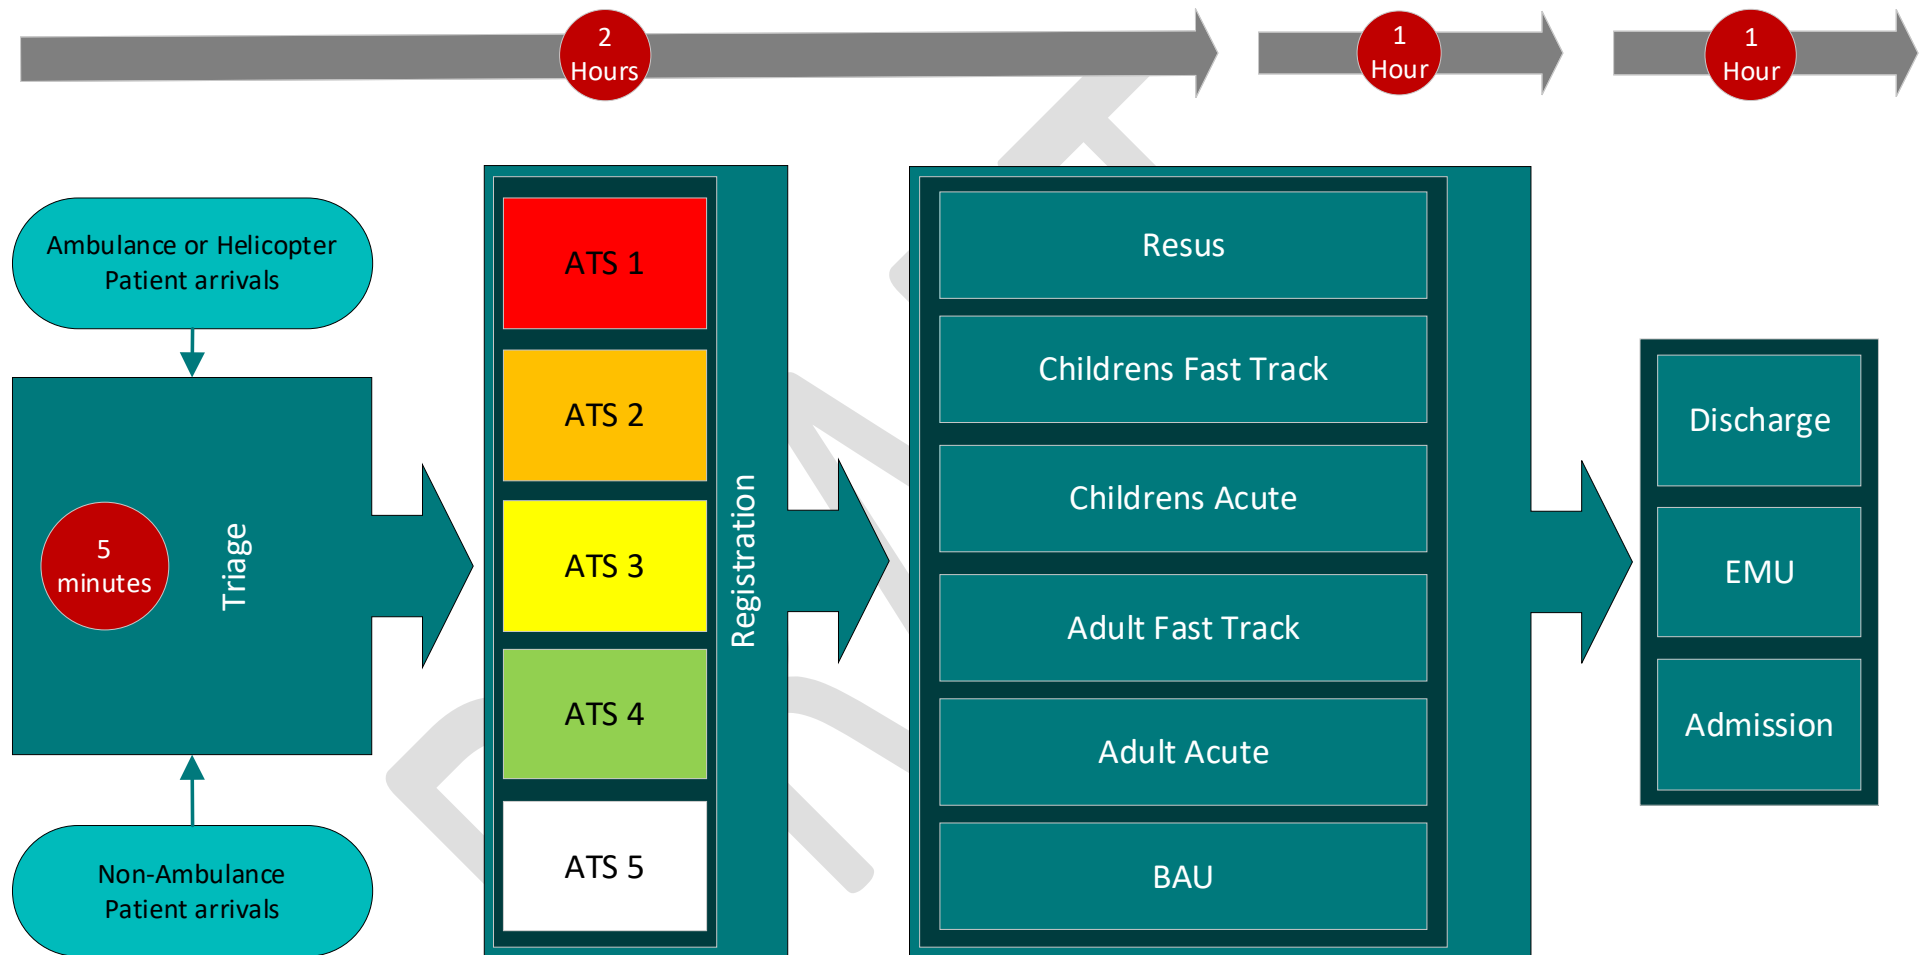 2
Hours
1
Hour
1
Hour
Ambulance or Helicopter
Patient arrivals
5
minutes
Triage
Non-Ambulance
Patient arrivals
ATS 1
ATS 2
ATS 3
ATS 4
ATS 5
Registration
Resus
Childrens Fast Track
Childrens Acute
Adult Fast Track
Adult Acute
BAU
Discharge
EMU
Admission